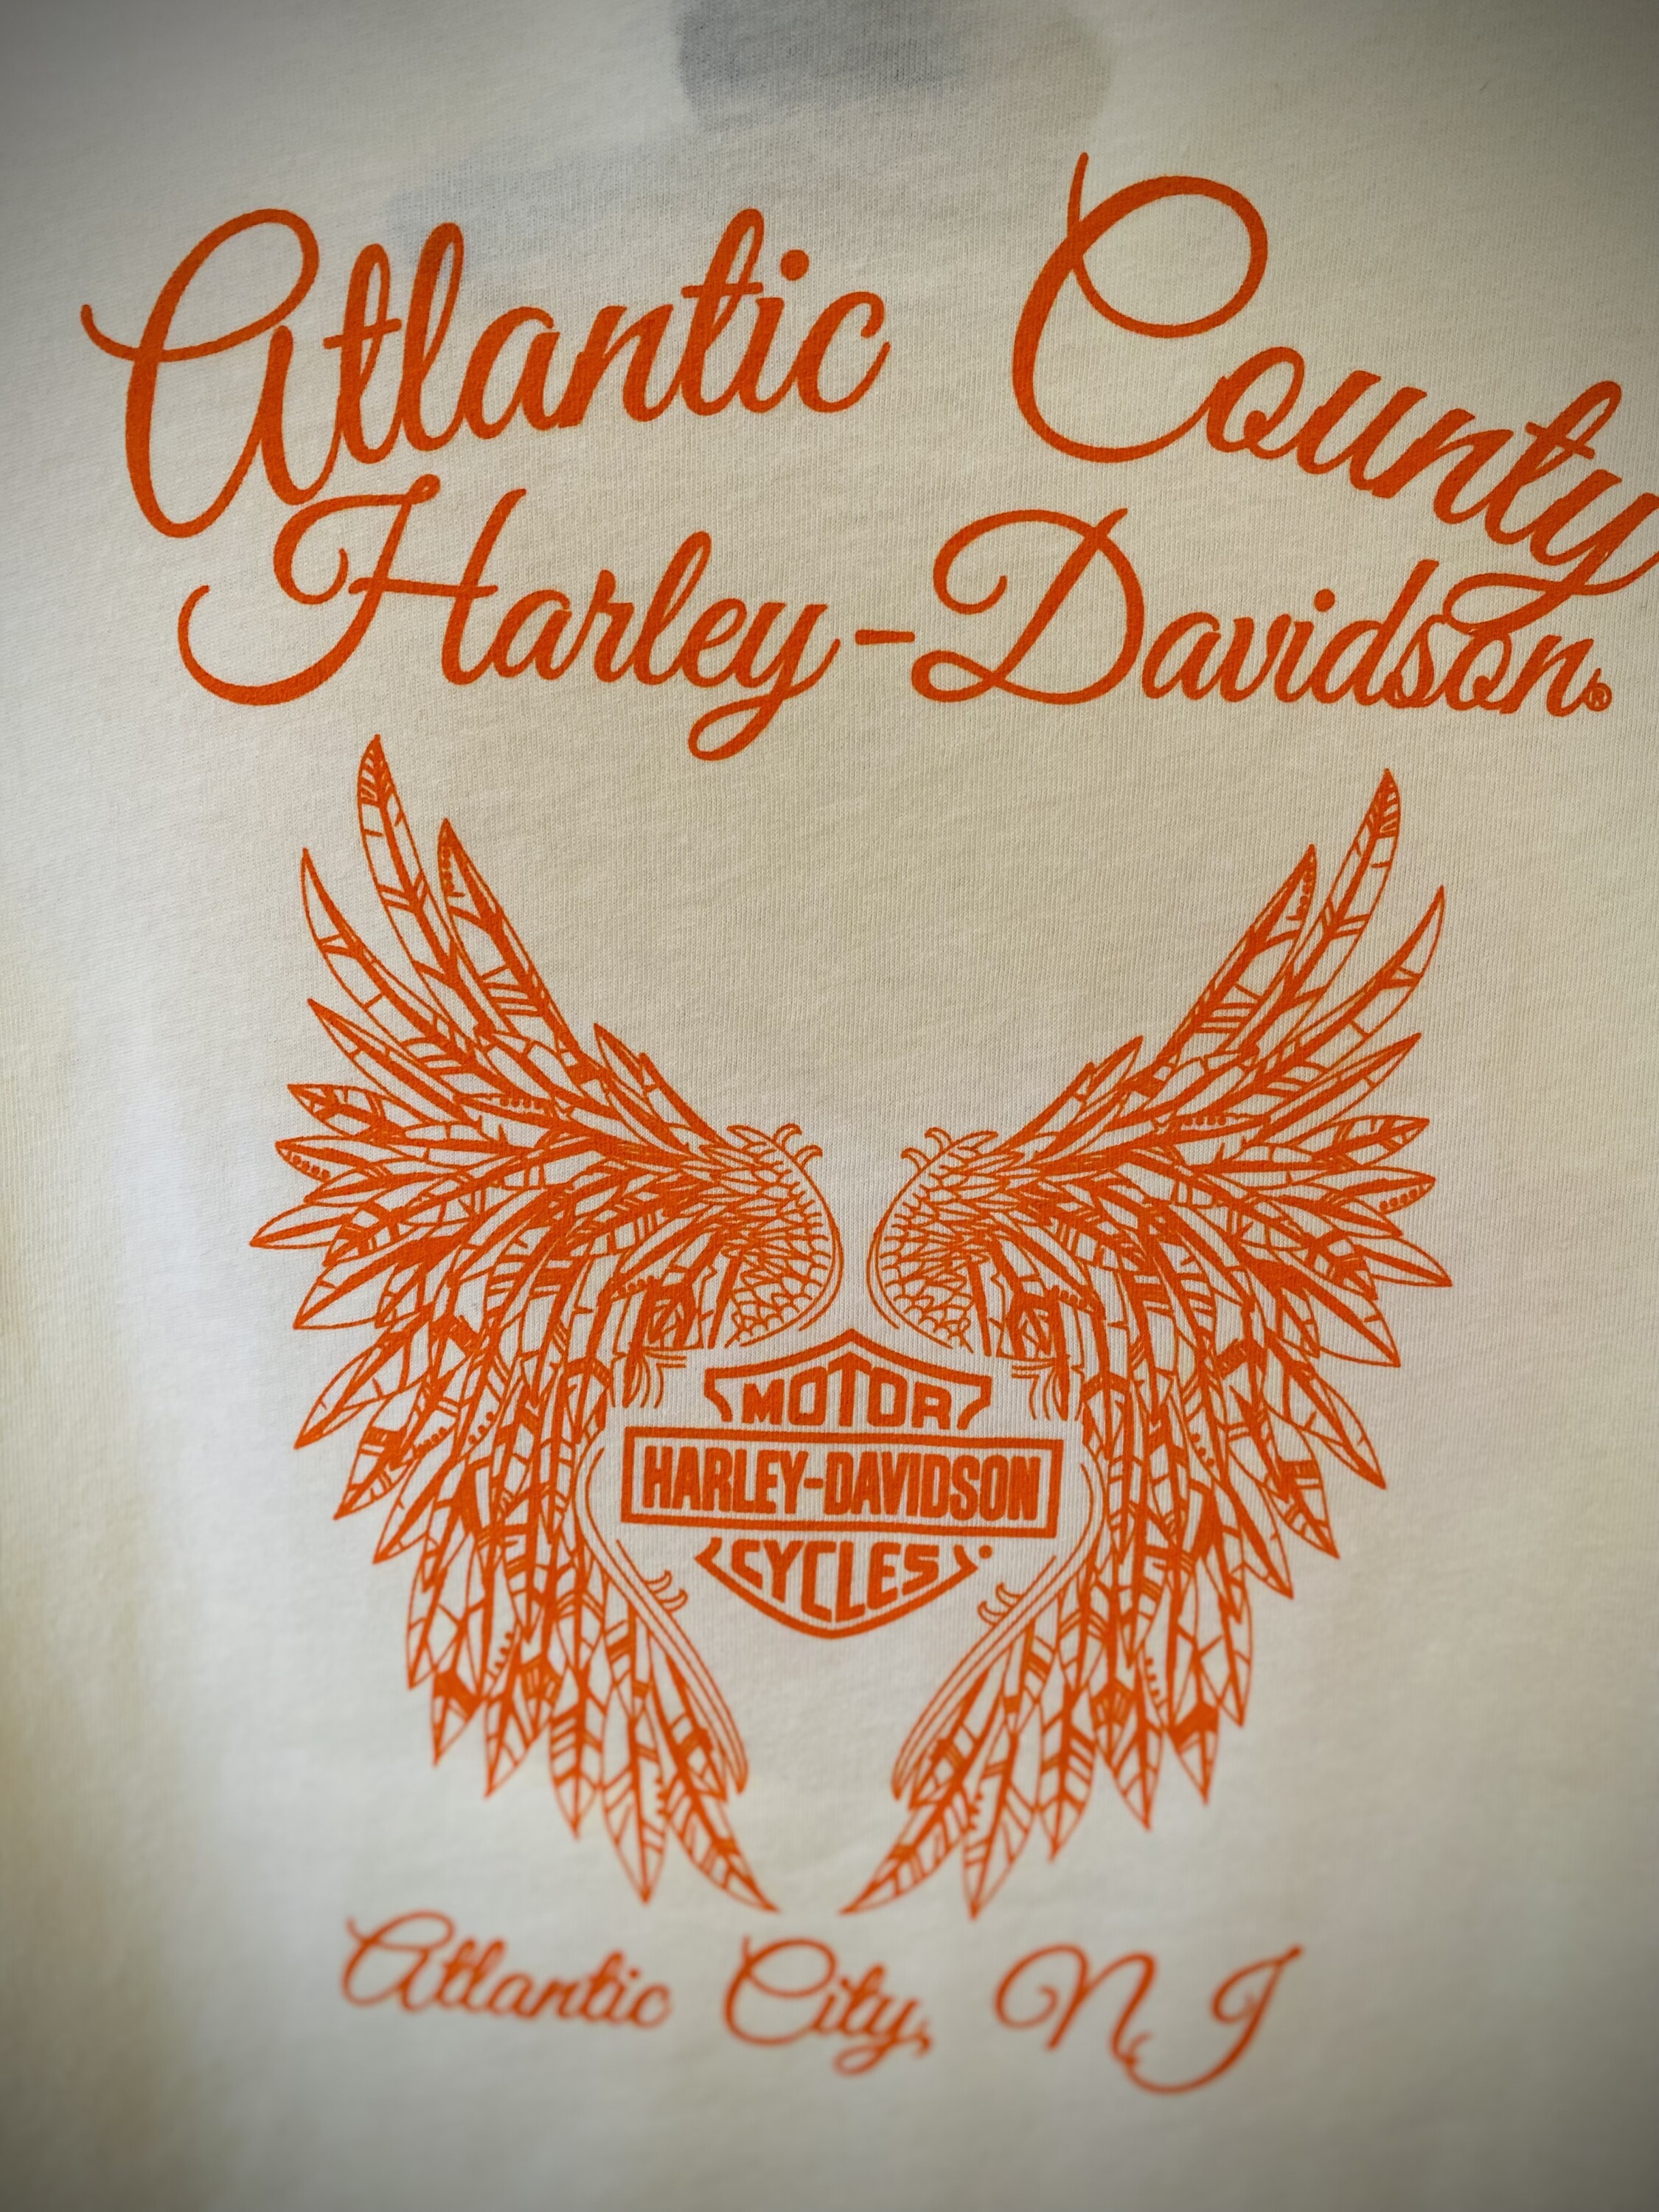 Atlantic County
Harley-Davidson®
MOTOR
HARLEY-DAVIDSON
CYCLES
Atlantic City, NJ